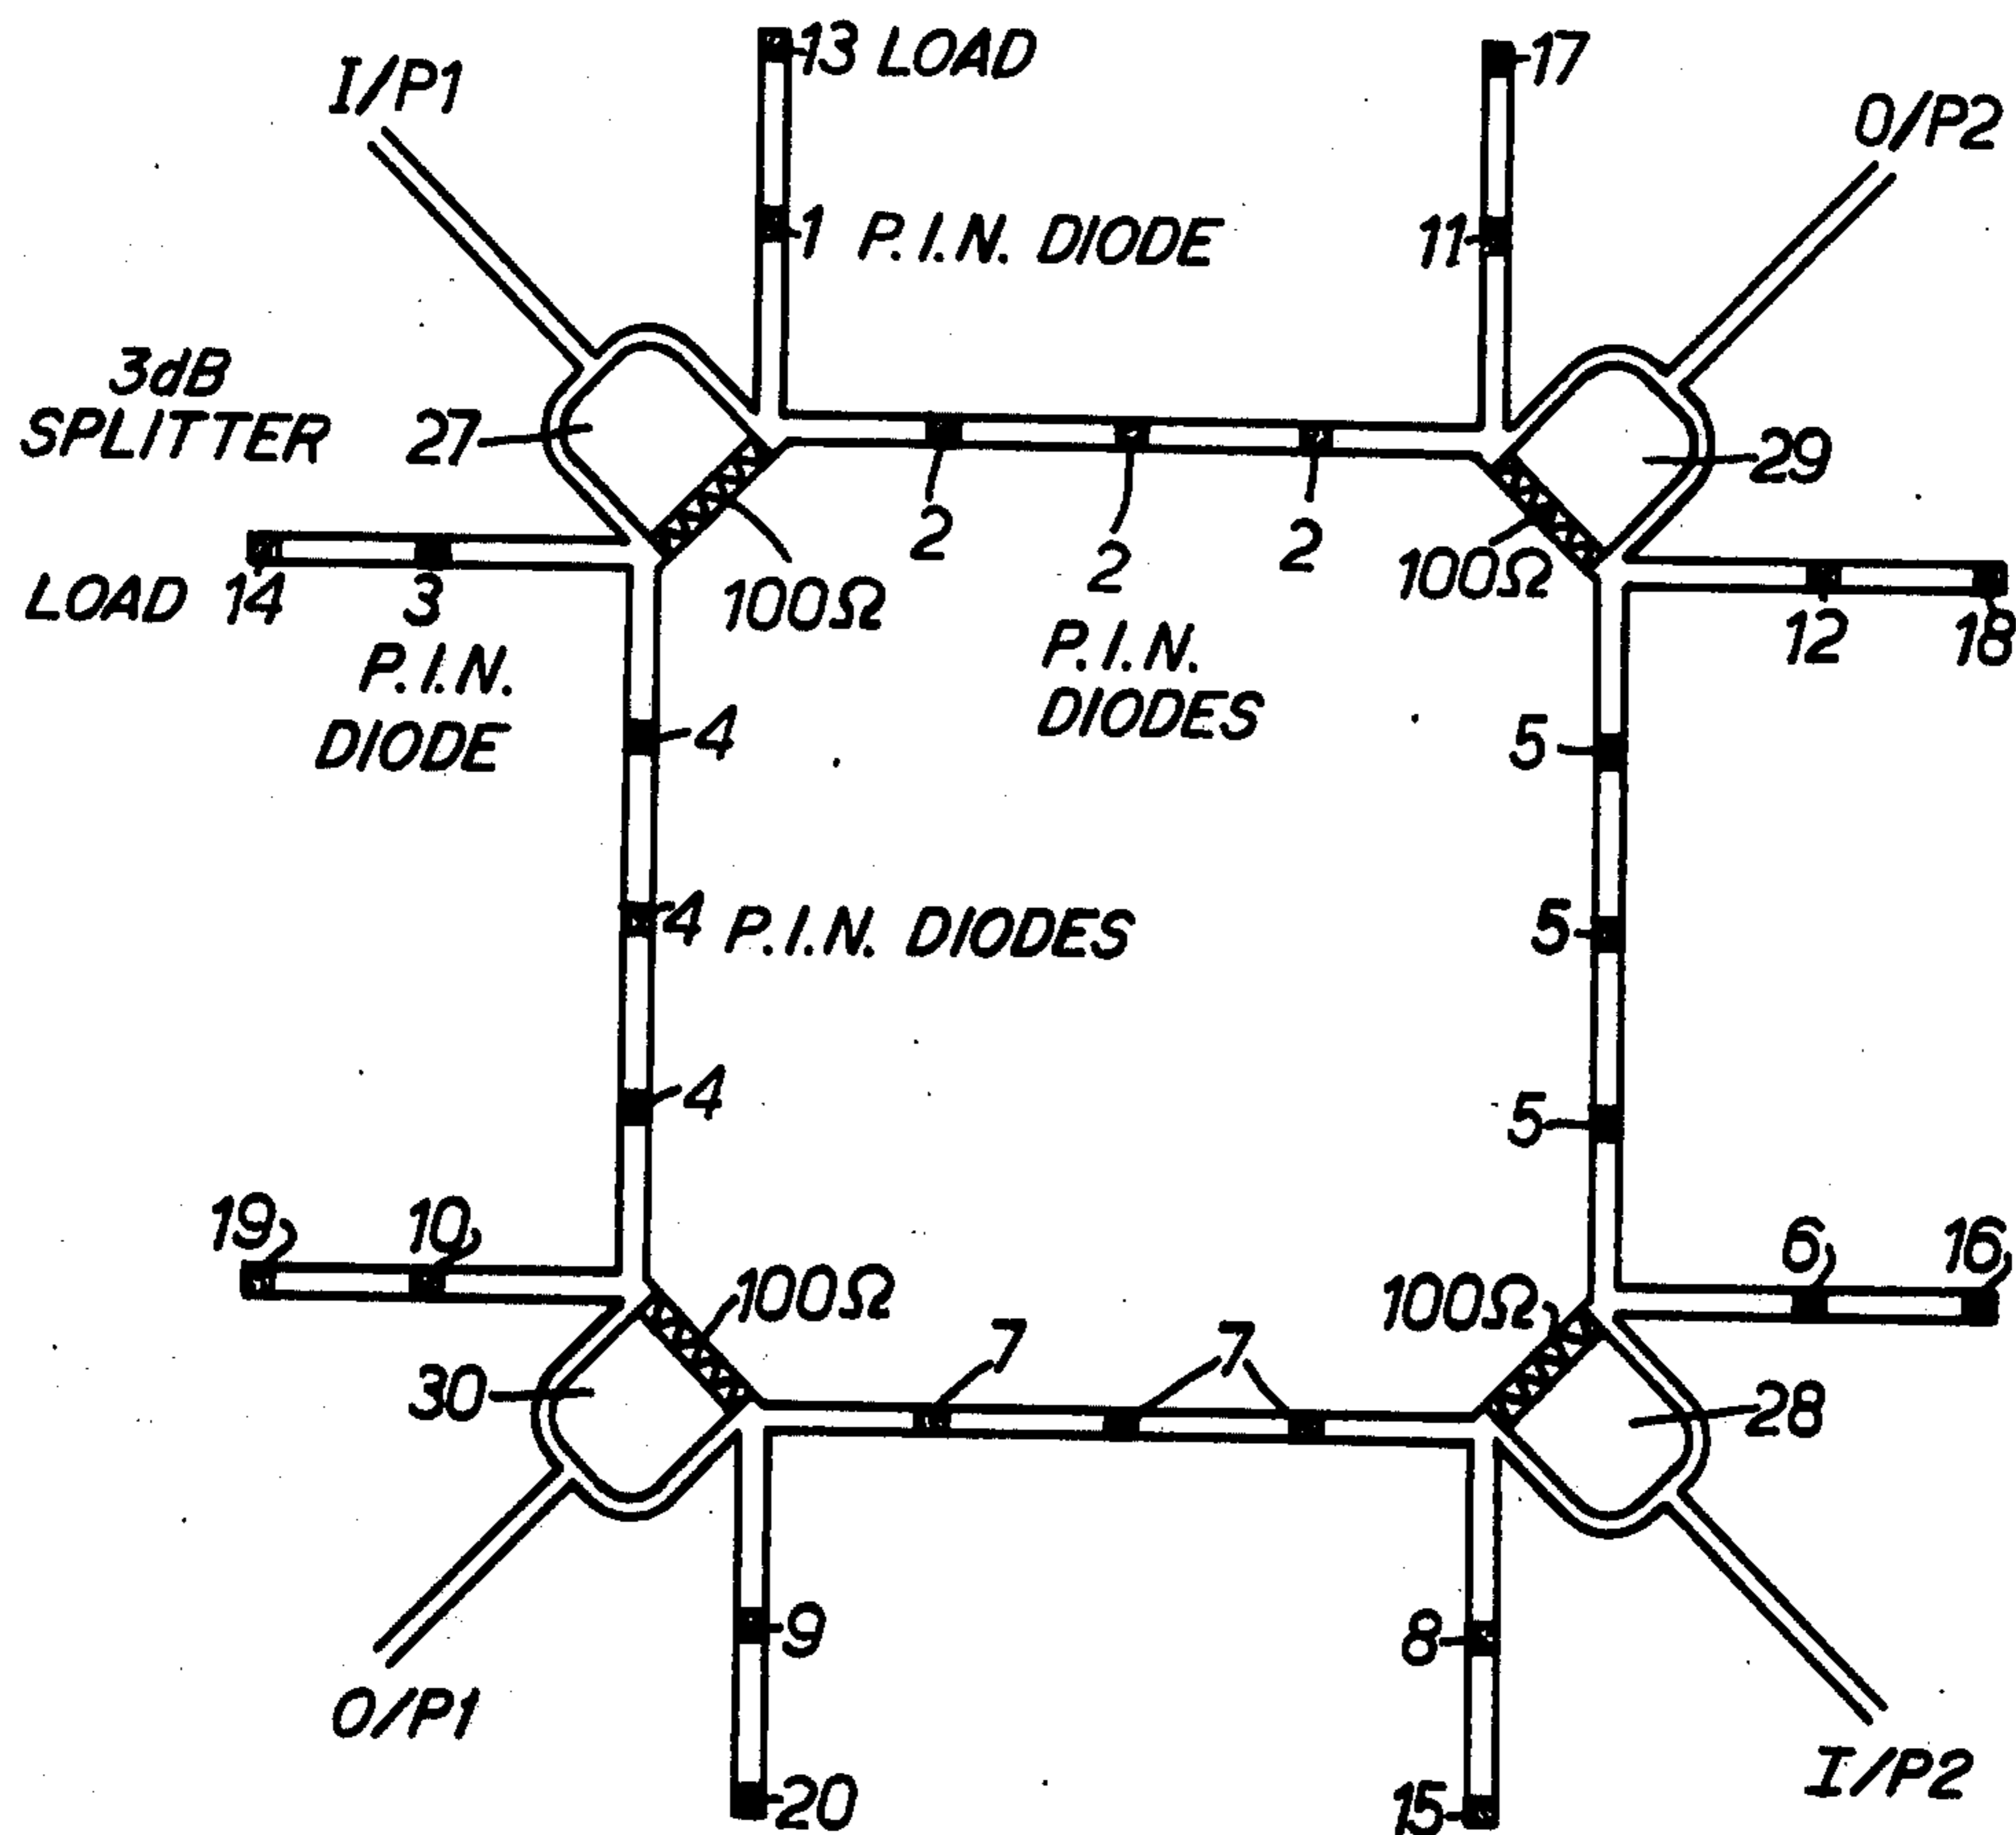 13 LOAD
17
I/P1
O/P2
1 P.I.N. DIODE
11
3dB
SPLITTER
27
29
2
2
2
100Ω
100Ω
LOAD 14
3
12
18
P.I.N.
DIODE
P.I.N.
DIODES
4
5
4 P.I.N. DIODES
5
4
5
19
10
6
16
100Ω
100Ω
7
7
30
28
9
8
O/P1
I/P2
20
15